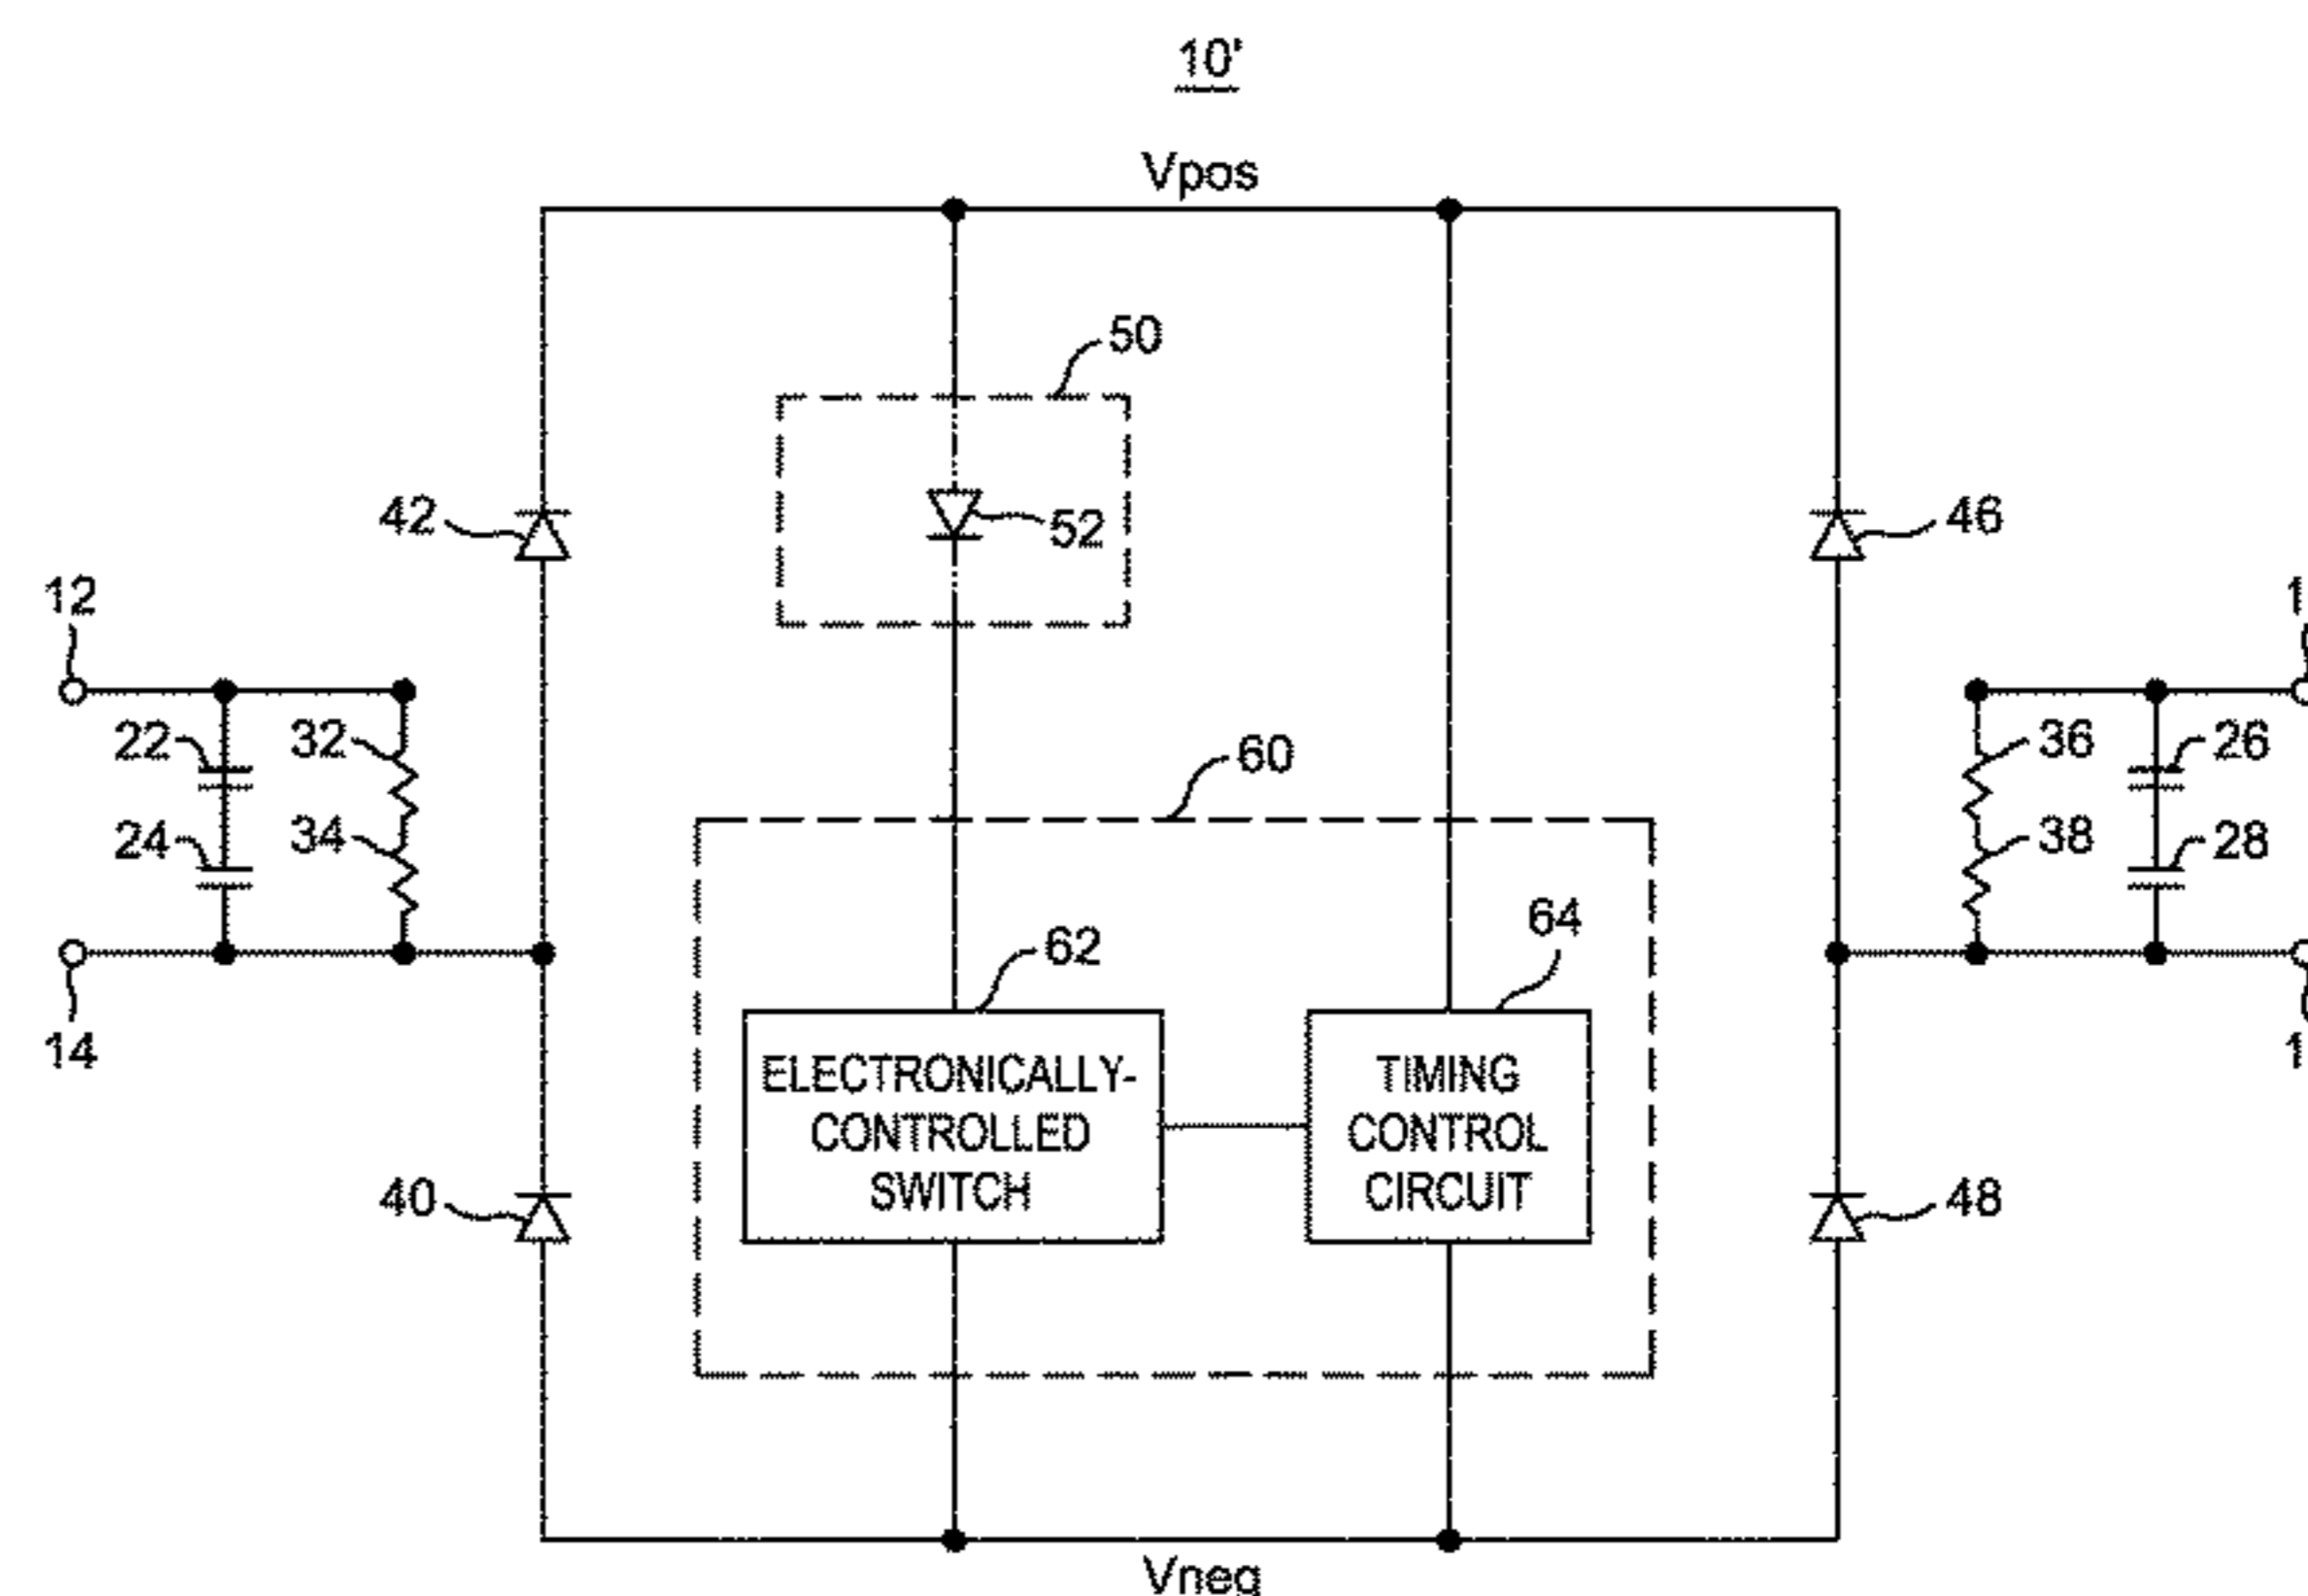 10'
Vpos
50
42
52
46
12
22
32
60
36
26
24
34
38
28
62
64
14
ELECTRONICALLY-
CONTROLLED
SWITCH
TIMING
CONTROL
CIRCUIT
40
48
Vneg